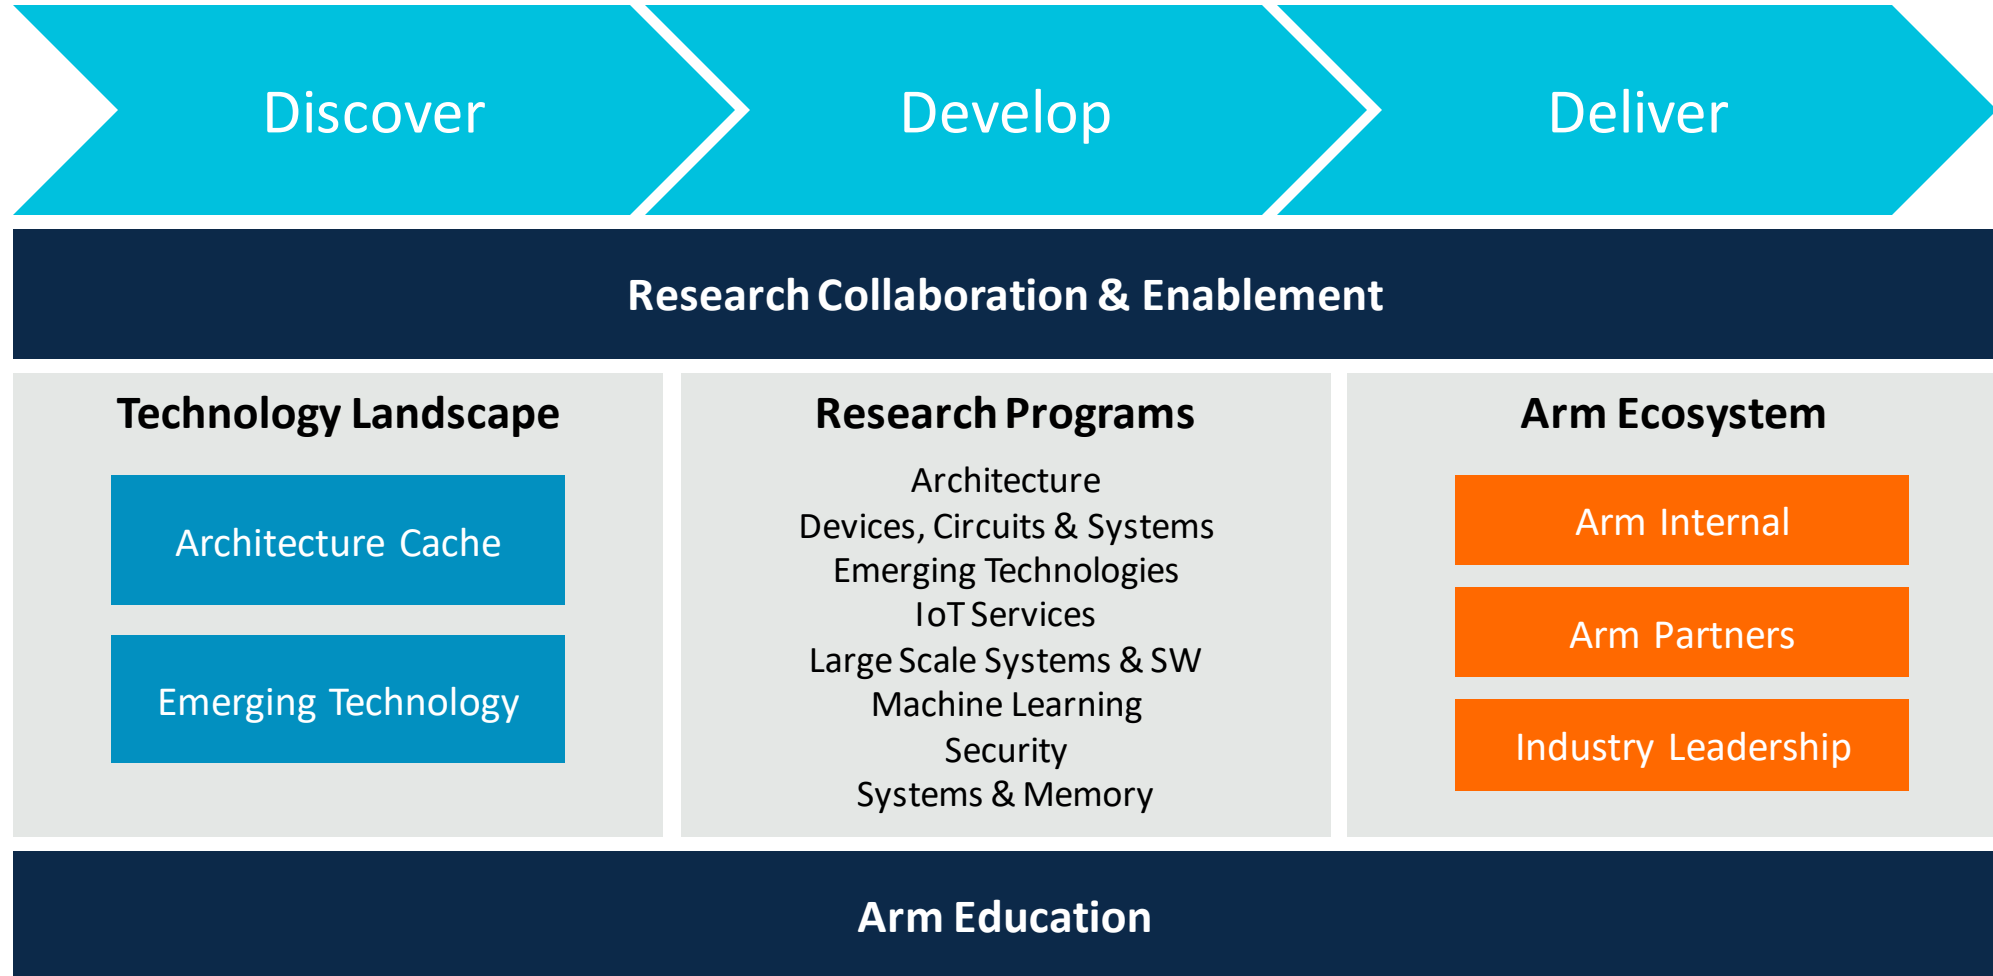 Discover
Develop
Deliver
Research Collaboration & Enablement
Technology Landscape
Architecture Cache
Emerging Technology
Research Programs
Architecture
Devices, Circuits & Systems
Emerging Technologies
IoT Services
Large Scale Systems & SW
Machine Learning
Security
Systems & Memory
Arm Ecosystem
Arm Internal
Arm Partners
Industry Leadership
Arm Education